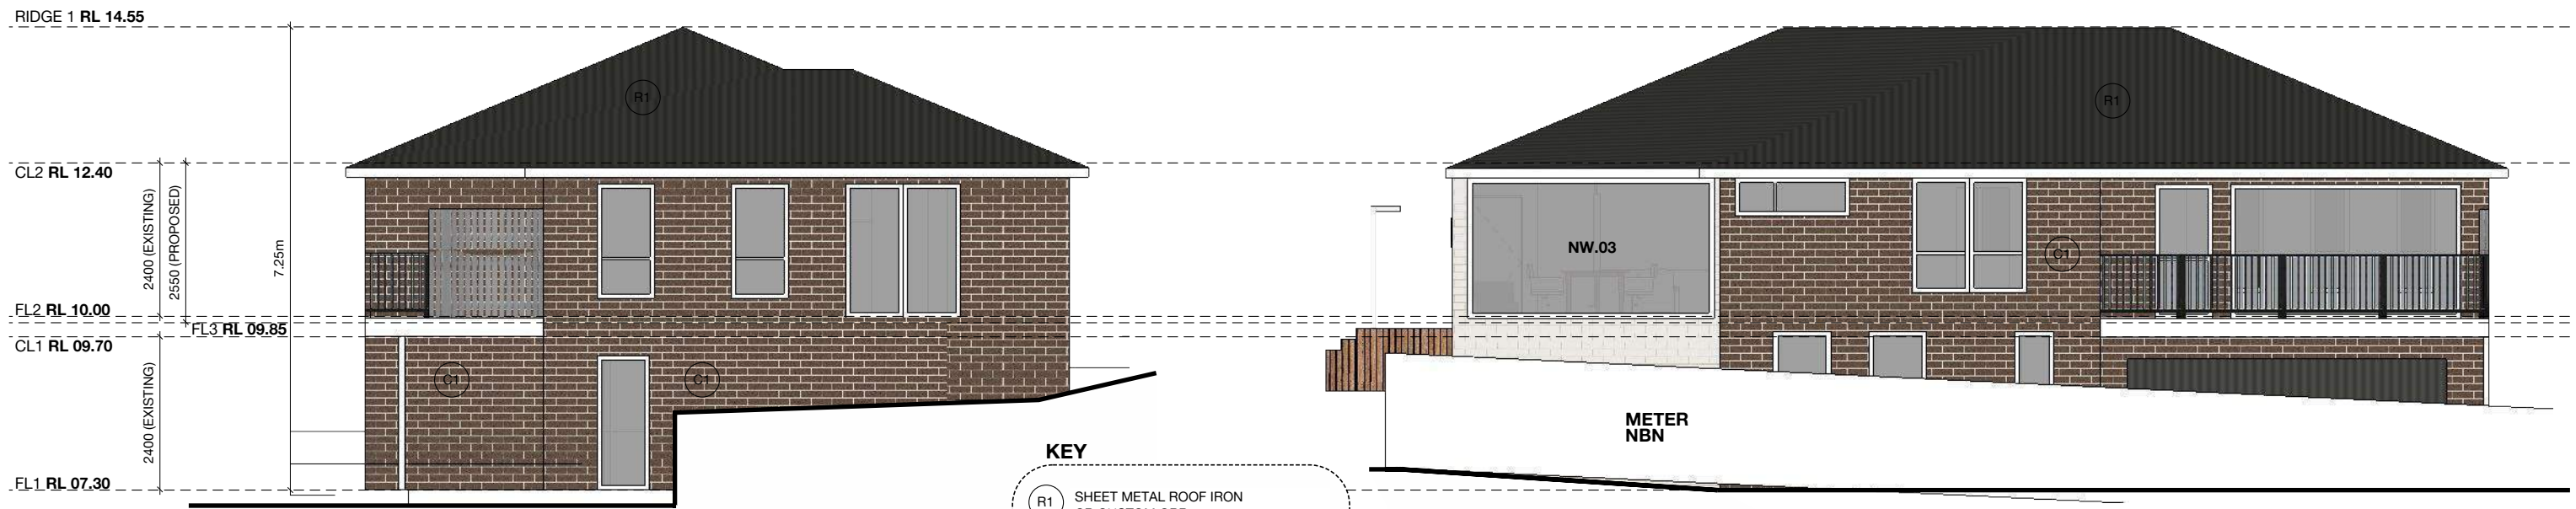 RIDGE 1 RL 14.55
R1
R1
CL2 RL 12.40
2400 (EXISTING)
2550 (PROPOSED)
7.25m
NW.03
C1
FL2 RL 10.00
FL3 RL 09.85
CL1 RL 09.70
2400 (EXISTING)
C1
C1
METER
NBN
KEY
FL1 RL 07.30
R1 SHEET METAL ROOF IRON